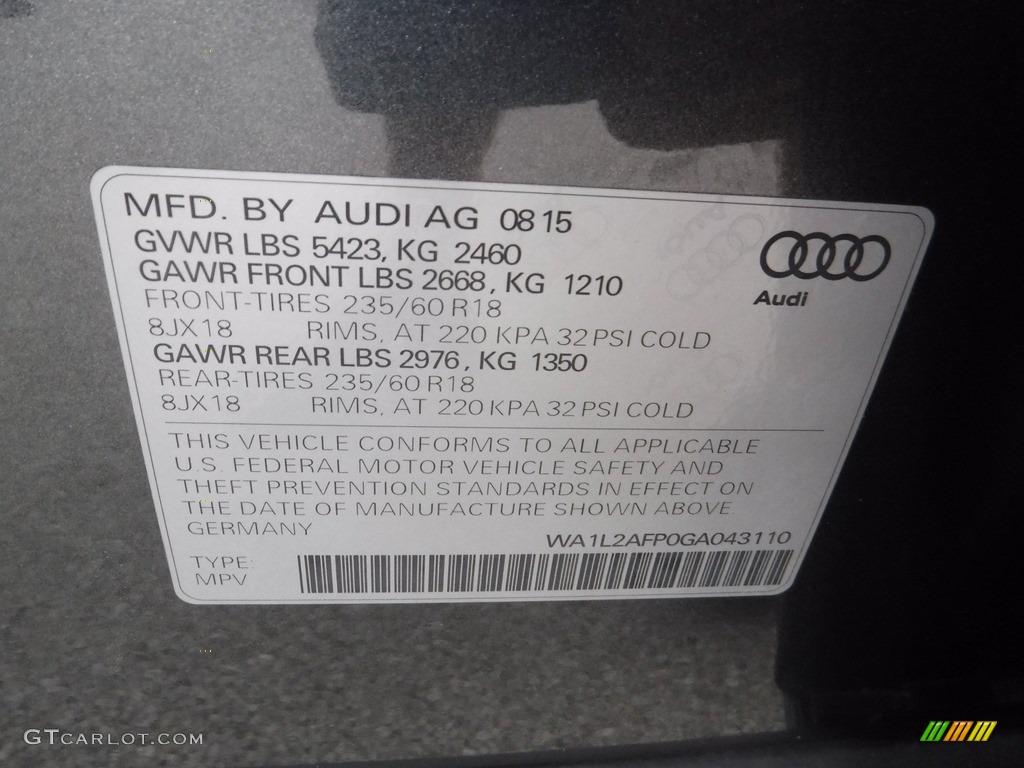 MFD. BY AUDI AG 08 15
GVWR LBS 5423, KG 2460
GAWR FRONT LBS 2668, KG 1210
FRONT-TIRES 235/60 R18
8JX18 RIMS, AT 220 KPA 32 PSI COLD
GAWR REAR LBS 2976, KG 1350
REAR-TIRES 235/60 R18
8JX18 RIMS, AT 220 KPA 32 PSI COLD
Audi
THIS VEHICLE CONFORMS TO ALL APPLICABLE
U.S. FEDERAL MOTOR VEHICLE SAFETY AND
THEFT PREVENTION STANDARDS IN EFFECT ON
THE DATE OF MANUFACTURE SHOWN ABOVE.
GERMANY
WA1L2AFP0GA043110
TYPE:
MPV
GTCARLOT.COM